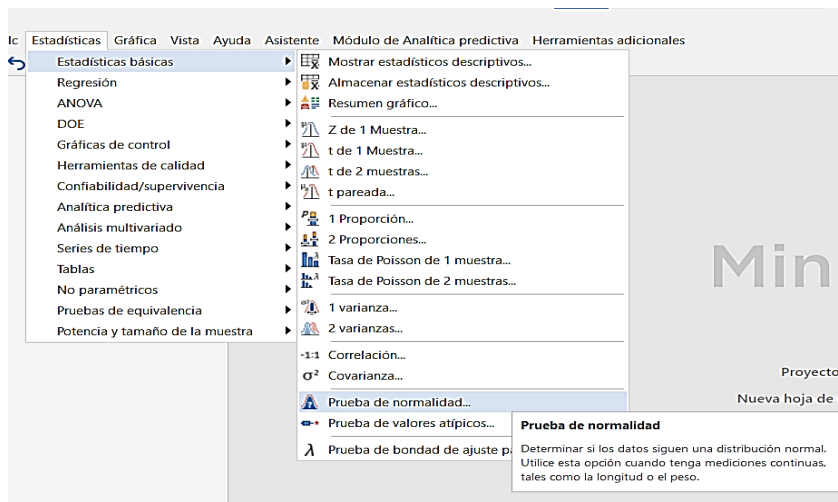 lc Estadísticas Gráfica Vista Ayuda Asistente Módulo de Analítica predictiva Herramientas adicionales
Estadísticas básicas
Regresión
ANOVA
DOE
Gráficas de control
Herramientas de calidad
Confiabilidad/supervivencia
Analítica predictiva
Análisis multivariado
Series de tiempo
Tablas
No paramétricos
Pruebas de equivalencia
Potencia y tamaño de la muestra
Mostrar estadísticos descriptivos...
Almacenar estadísticos descriptivos...
Resumen gráfico...
Z de 1 Muestra...
t de 1 Muestra...
t de 2 muestras...
t pareada...
1 Proporción...
2 Proporciones...
Tasa de Poisson de 1 muestra...
Tasa de Poisson de 2 muestras...
1 varianza...
2 varianzas...
-1:1 Correlación...
σ² Covarianza...
Prueba de normalidad...
Prueba de valores atípicos...
λ Prueba de bondad de ajuste pa
Prueba de normalidad
Determinar si los datos siguen una distribución normal.
Utilice esta opción cuando tenga mediciones continuas,
tales como la longitud o el peso.
Min
Proyecto
Nueva hoja de